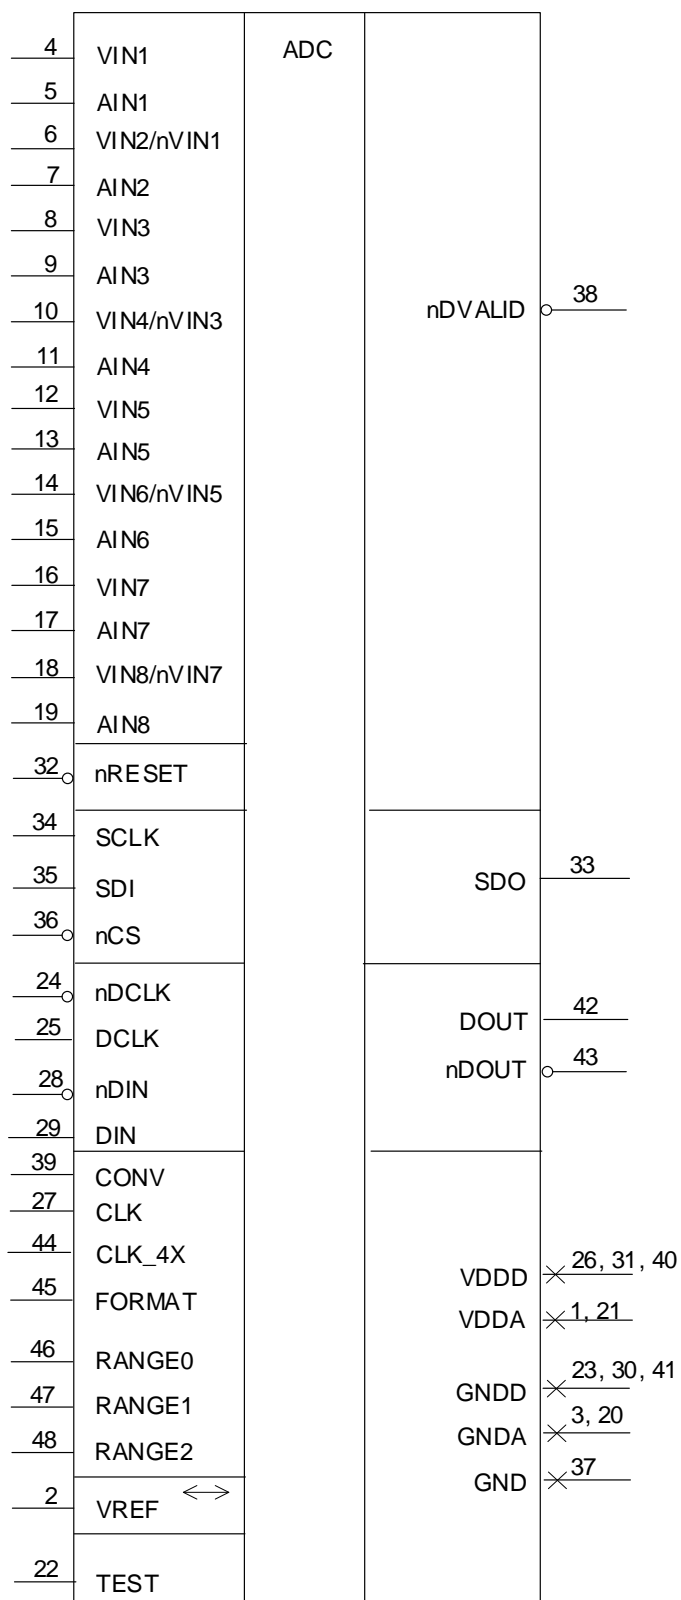 4 VIN1 ADC
5 AIN1
6 VIN2/nVIN1
7 AIN2
8 VIN3
9 AIN3
10 VIN4/nVIN3 nDVALID 38
11 AIN4
12 VIN5
13 AIN5
14 VIN6/nVIN5
15 AIN6
16 VIN7
17 AIN7
18 VIN8/nVIN7
19 AIN8
32 nRESET
34 SCLK
35 SDI SDO 33
36 nCS
24 nDCLK
25 DCLK DOUT 42
28 nDIN nDOUT 43
29 DIN
39 CONV
27 CLK
44 CLK_4X VDDD 26, 31, 40
45 FORMAT VDDA 1, 21
46 RANGE0 GNDD 23, 30, 41
47 RANGE1 GNDA 3, 20
48 RANGE2 GND 37
2 VREF
22 TEST